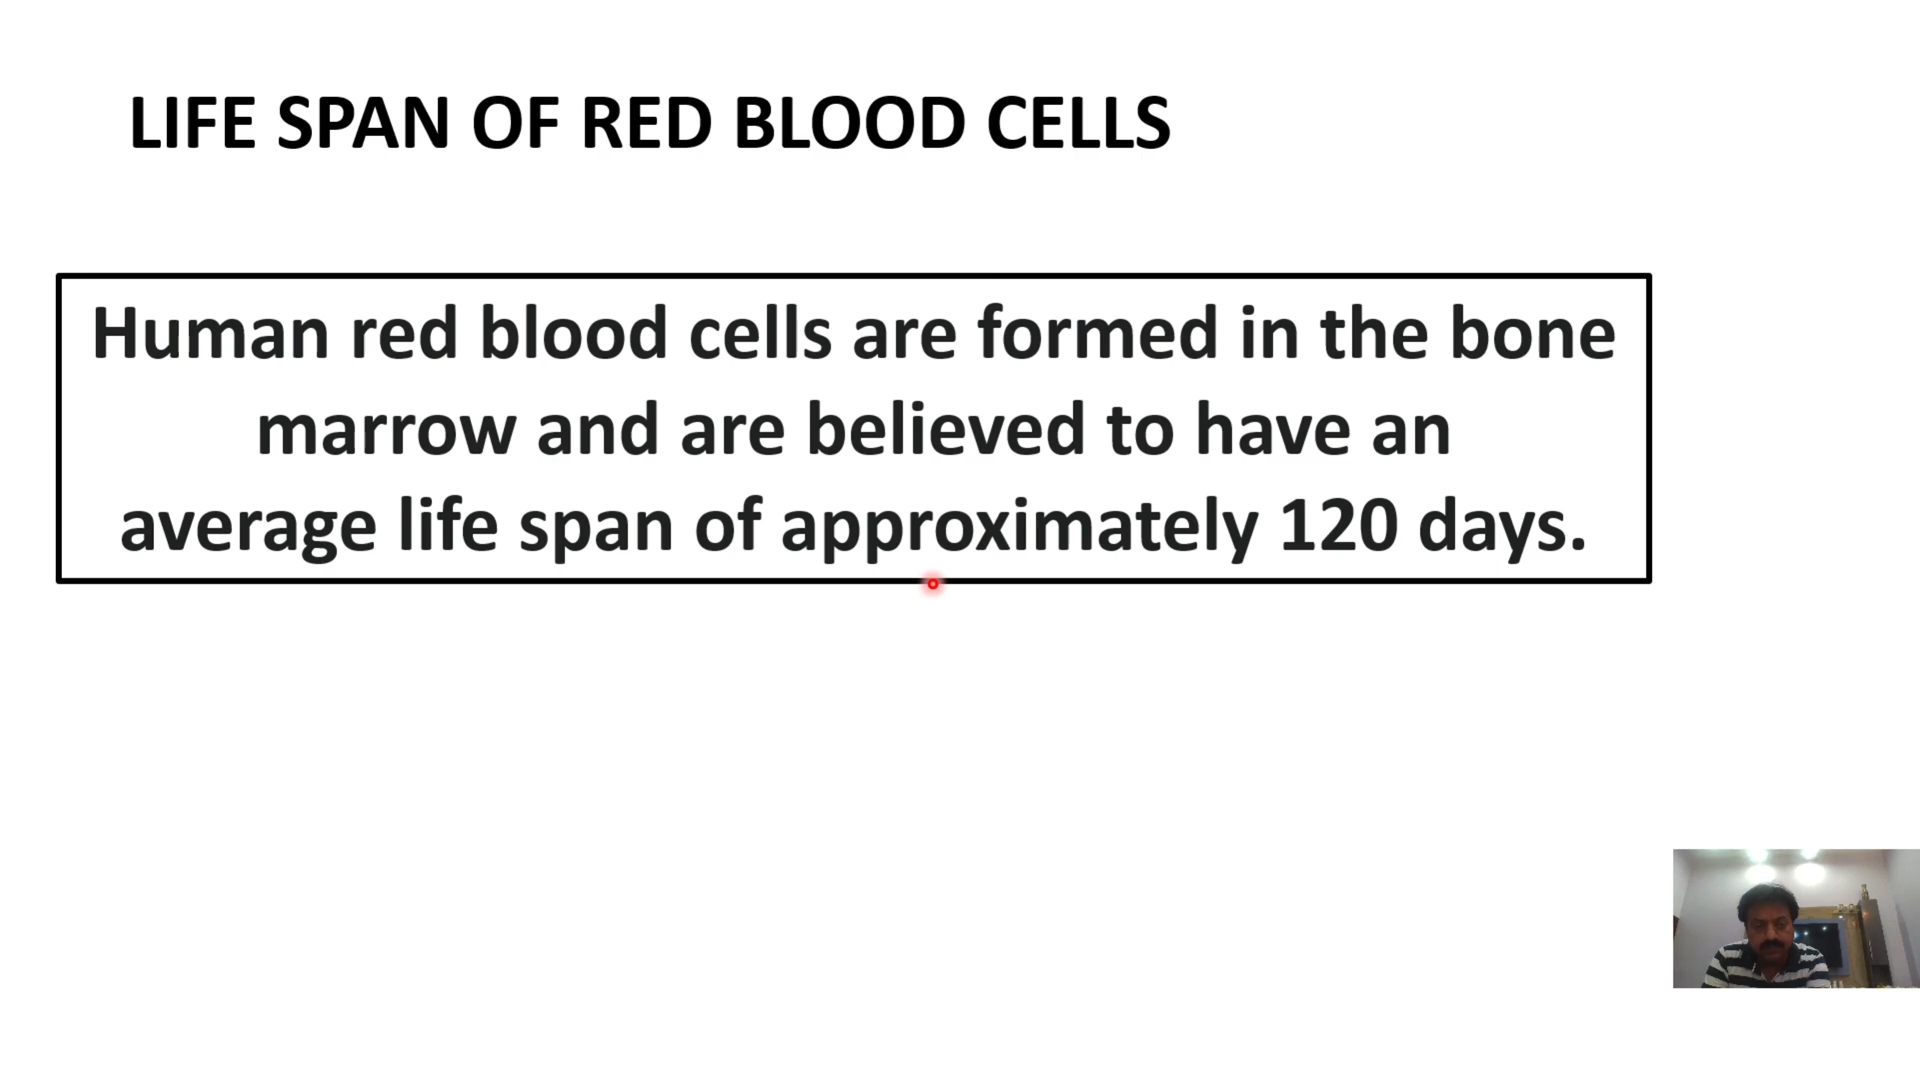 LIFE SPAN OF RED BLOOD CELLS
Human red blood cells are formed in the bone
marrow and are believed to have an
average life span of approximately 120 days.